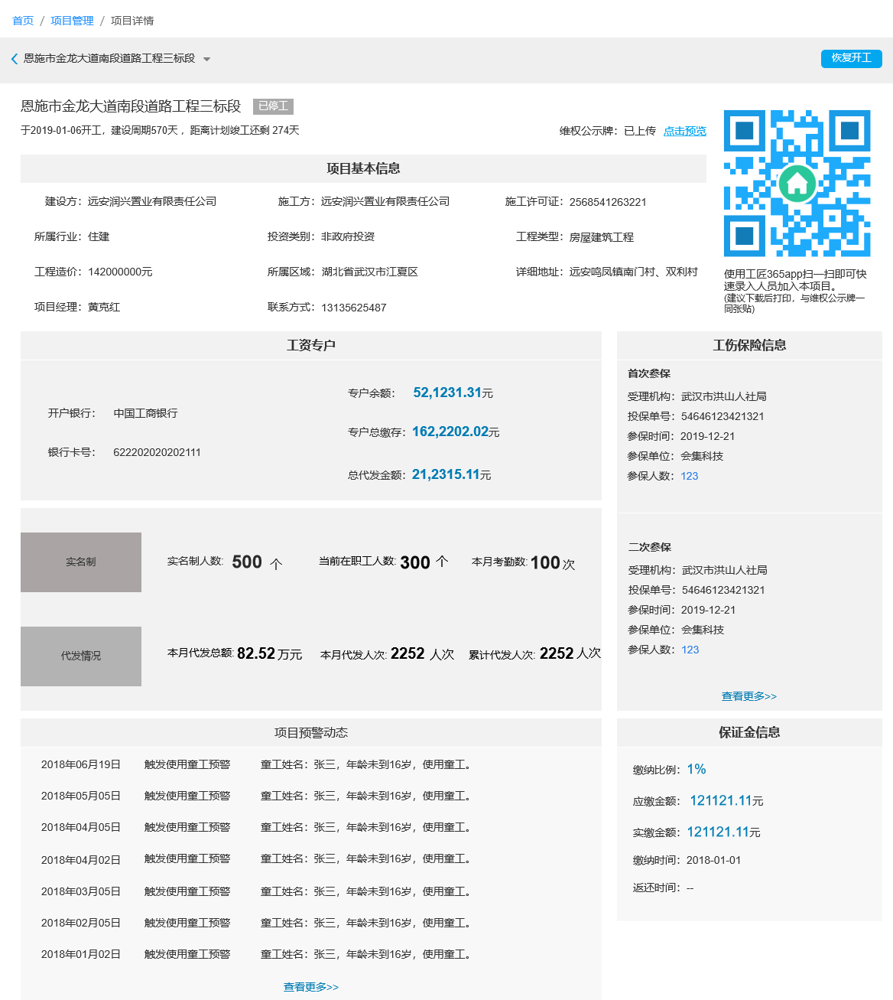 首页 / 项目管理 / 项目详情
恩施市金龙大道南段道路工程三标段
恢复开工
恩施市金龙大道南段道路工程三标段 已停工
于2019-01-06开工，建设周期570天 ，距离计划竣工还剩 274天
维权公示牌：已上传 点击预览
项目基本信息
建设方：远安润兴置业有限责任公司 施工方：远安润兴置业有限责任公司 施工许可证：2568541263221
所属行业：住建 投资类别：非政府投资 工程类型：房屋建筑工程
工程造价：142000000元 所属区域：湖北省武汉市江夏区 详细地址：远安鸣凤镇南门村、双利村
项目经理：黄克红 联系方式：13135625487
使用工匠365app扫一扫即可快
速录入人员加入本项目。
(建议下载后打印，与维权公示牌一
同张贴)
工资专户
开户银行： 中国工商银行
银行卡号： 622202020202111
专户余额： 52,1231.31元
专户总缴存：162,2202.02元
总代发金额：21,2315.11元
工伤保险信息
首次参保
受理机构：武汉市洪山人社局
投保单号：54646123421321
参保时间：2019-12-21
参保单位：会集科技
参保人数：123
二次参保
受理机构：武汉市洪山人社局
投保单号：54646123421321
参保时间：2019-12-21
参保单位：会集科技
参保人数：123
查看更多>>
实名制 实名制人数: 500 个 当前在职工人数: 300 个 本月考勤数: 100 次
代发情况 本月代发总额: 82.52 万元 本月代发人次: 2252 人次 累计代发人次: 2252 人次
项目预警动态
2018年06月19日 触发使用童工预警 童工姓名：张三，年龄未到16岁，使用童工。
2018年05月05日 触发使用童工预警 童工姓名：张三，年龄未到16岁，使用童工。
2018年04月05日 触发使用童工预警 童工姓名：张三，年龄未到16岁，使用童工。
2018年04月02日 触发使用童工预警 童工姓名：张三，年龄未到16岁，使用童工。
2018年03月05日 触发使用童工预警 童工姓名：张三，年龄未到16岁，使用童工。
2018年02月05日 触发使用童工预警 童工姓名：张三，年龄未到16岁，使用童工。
2018年01月02日 触发使用童工预警 童工姓名：张三，年龄未到16岁，使用童工。
查看更多>>
保证金信息
缴纳比例：1%
应缴金额： 121121.11元
实缴金额：121121.11元
缴纳时间：2018-01-01
返还时间：--